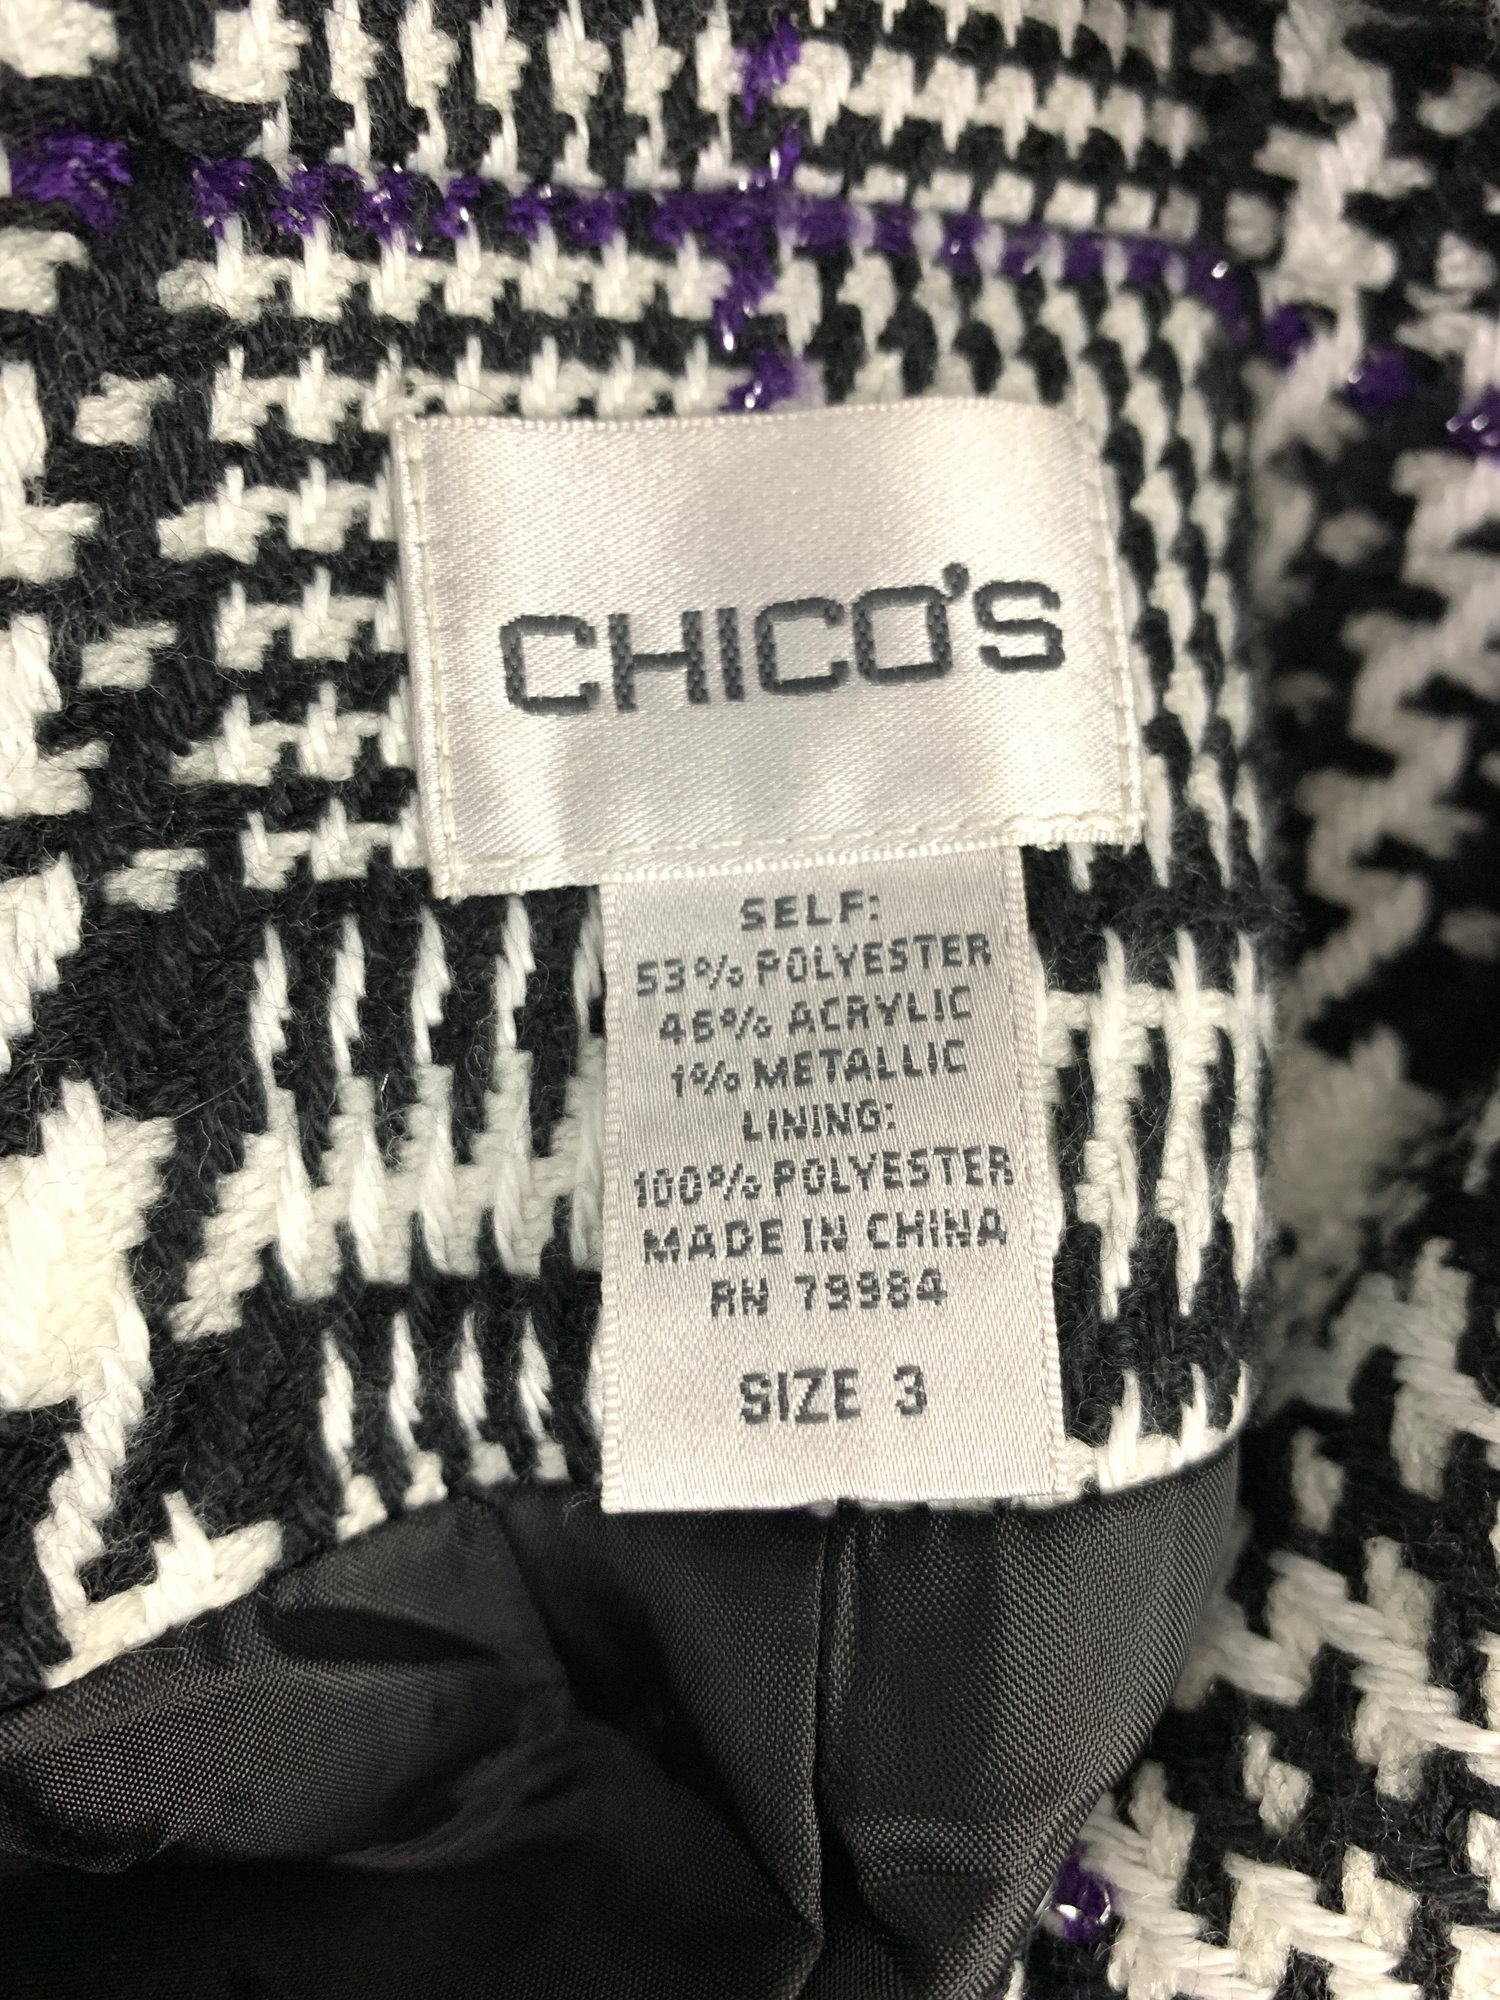 CHICO'S
SELF:
53% POLYESTER
46% ACRYLIC
1% METALLIC
LINING:
100% POLYESTER
MADE IN CHINA
RN 79984
SIZE 3